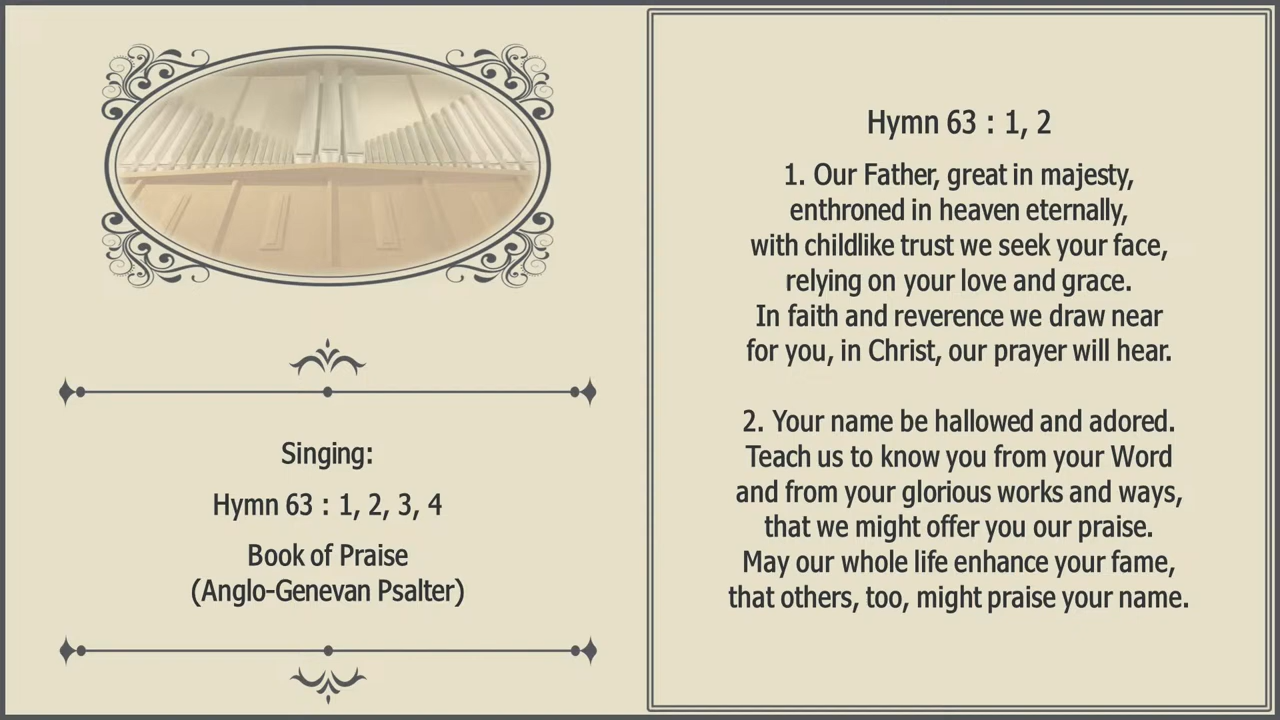 Singing:
Hymn 63 : 1, 2, 3, 4
Book of Praise
(Anglo-Genevan Psalter)
Hymn 63 : 1, 2
1. Our Father, great in majesty,
enthroned in heaven eternally,
with childlike trust we seek your face,
relying on your love and grace.
In faith and reverence we draw near
for you, in Christ, our prayer will hear.
2. Your name be hallowed and adored.
Teach us to know you from your Word
and from your glorious works and ways,
that we might offer you our praise.
May our whole life enhance your fame,
that others, too, might praise your name.